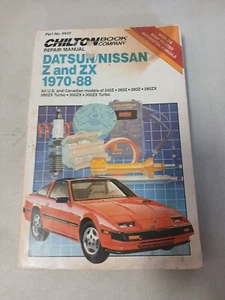 Part No. 6932
CHILTON BOOK
COMPANY
REPAIR MANUAL
DATSUN/NISSAN
Z and ZX
1970-88
All U.S. and Canadian models of 240Z • 260Z • 280Z • 280ZX
280ZX Turbo • 300ZX • 300ZX Turbo